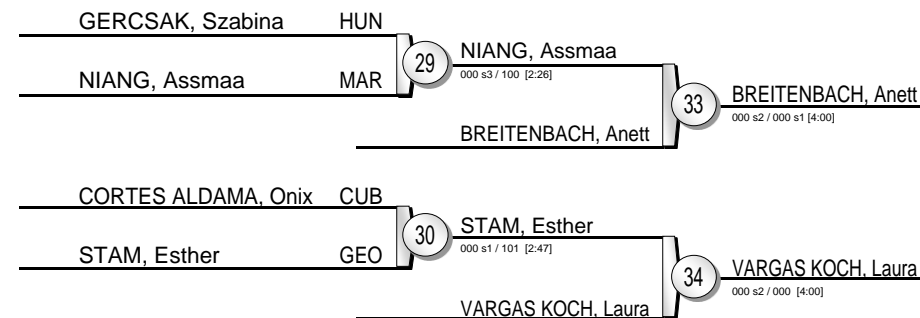 GERCSAK, Szabina HUN
29
NIANG, Assmaa
000 s3 / 100 [2:26]
NIANG, Assmaa MAR
33
BREITENBACH, Anett
000 s2 / 000 s1 [4:00]
BREITENBACH, Anett
CORTES ALDAMA, Onix CUB
30
STAM, Esther
000 s1 / 101 [2:47]
STAM, Esther GEO
34
VARGAS KOCH, Laura
000 s2 / 000 [4:00]
VARGAS KOCH, Laura